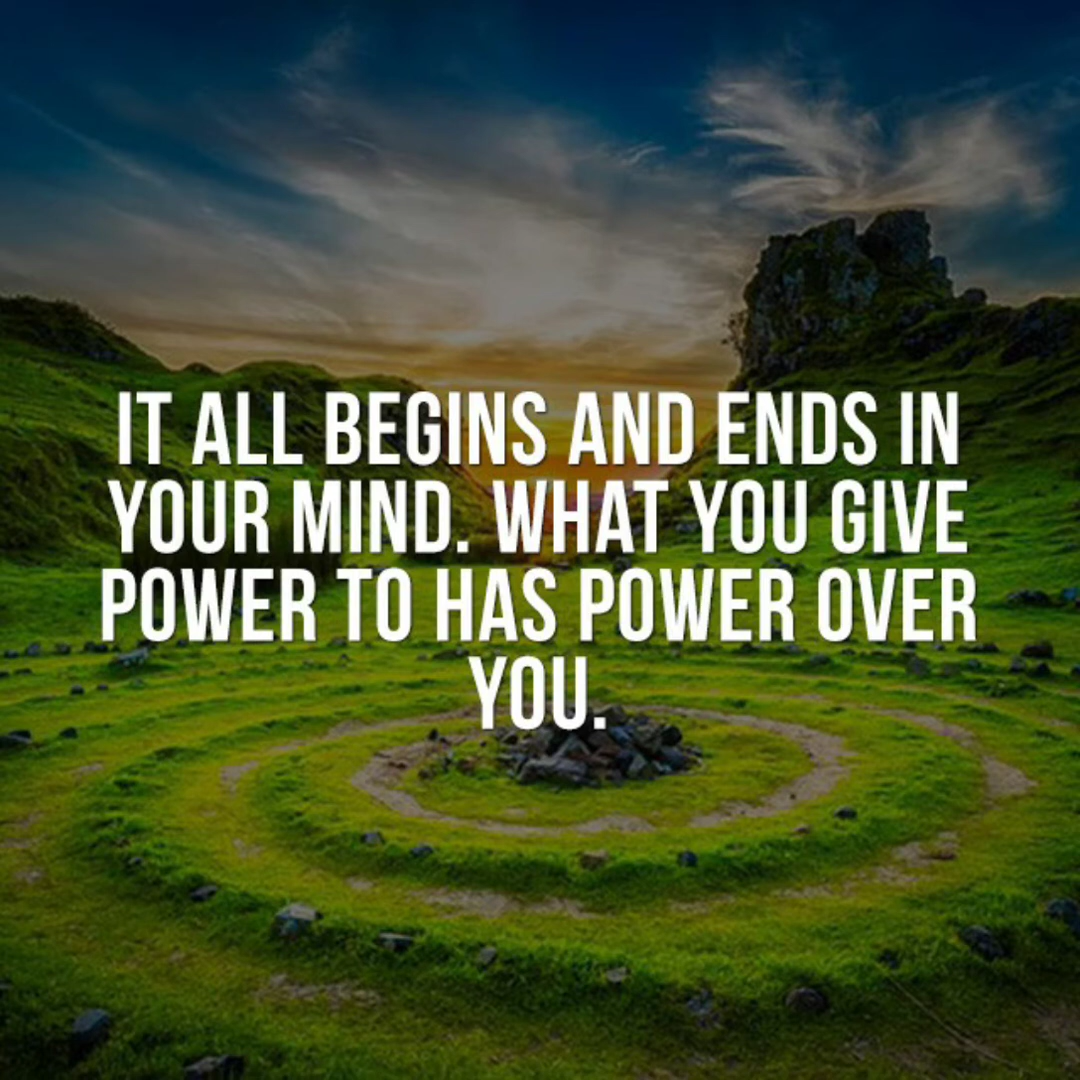 IT ALL BEGINS AND ENDS IN
YOUR MIND. WHAT YOU GIVE
POWER TO HAS POWER OVER
YOU.